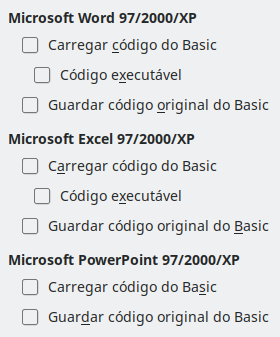 Microsoft Word 97/2000/XP
Carregar código do Basic
Código executável
Guardar código original do Basic
Microsoft Excel 97/2000/XP
Carregar código do Basic
Código executável
Guardar código original do Basic
Microsoft PowerPoint 97/2000/XP
Carregar código do Basic
Guardar código original do Basic